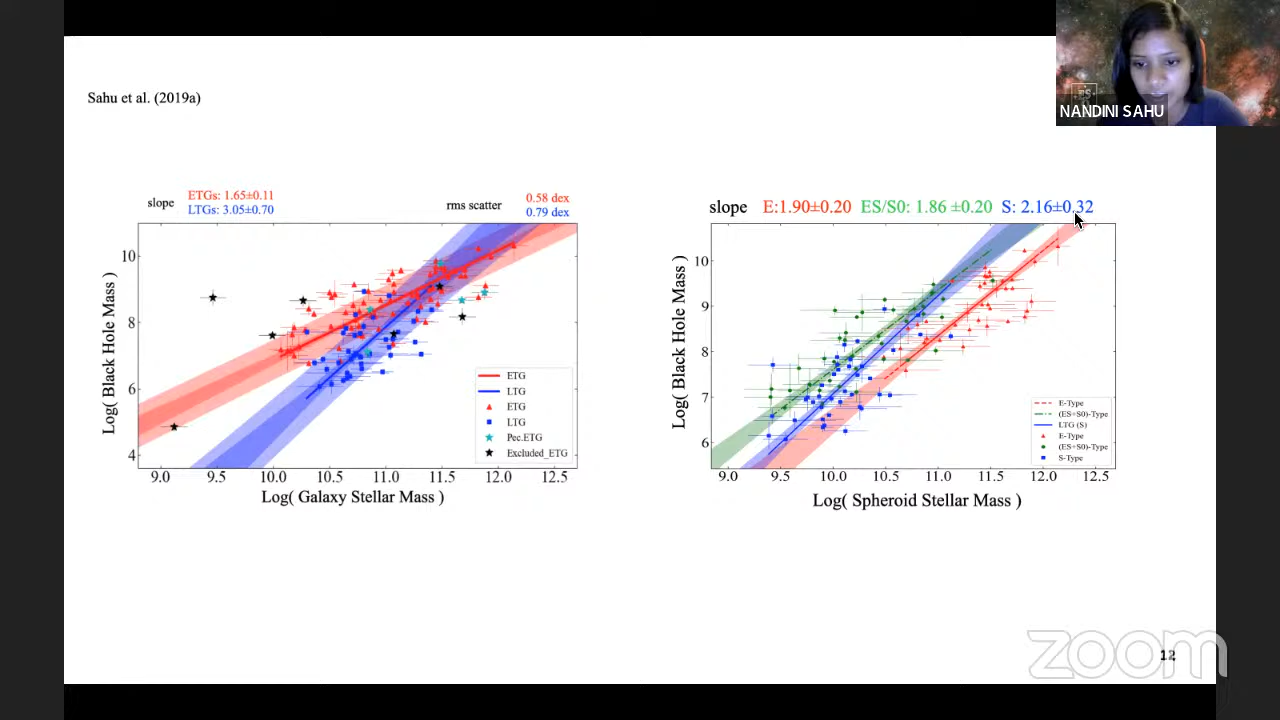 NANDINI SAHU
Sahu et al. (2019a)
slope
ETGs: 1.65±0.11
LTGs: 3.05±0.70
rms scatter
0.58 dex
0.79 dex
10
8
6
4
9.0 9.5 10.0 10.5 11.0 11.5 12.0 12.5
Log( Black Hole Mass )
Log( Galaxy Stellar Mass )
ETG
LTG
ETG
LTG
Pec.ETG
Excluded_ETG
slope E:1.90±0.20 ES/S0: 1.86 ±0.20 S: 2.16±0.32
10
9
8
7
6
9.0 9.5 10.0 10.5 11.0 11.5 12.0 12.5
Log( Black Hole Mass )
Log( Spheroid Stellar Mass )
E-Type
(ES+S0)-Type
LTG (S)
E-Type
(ES+S0)-Type
S-Type
zoom
12